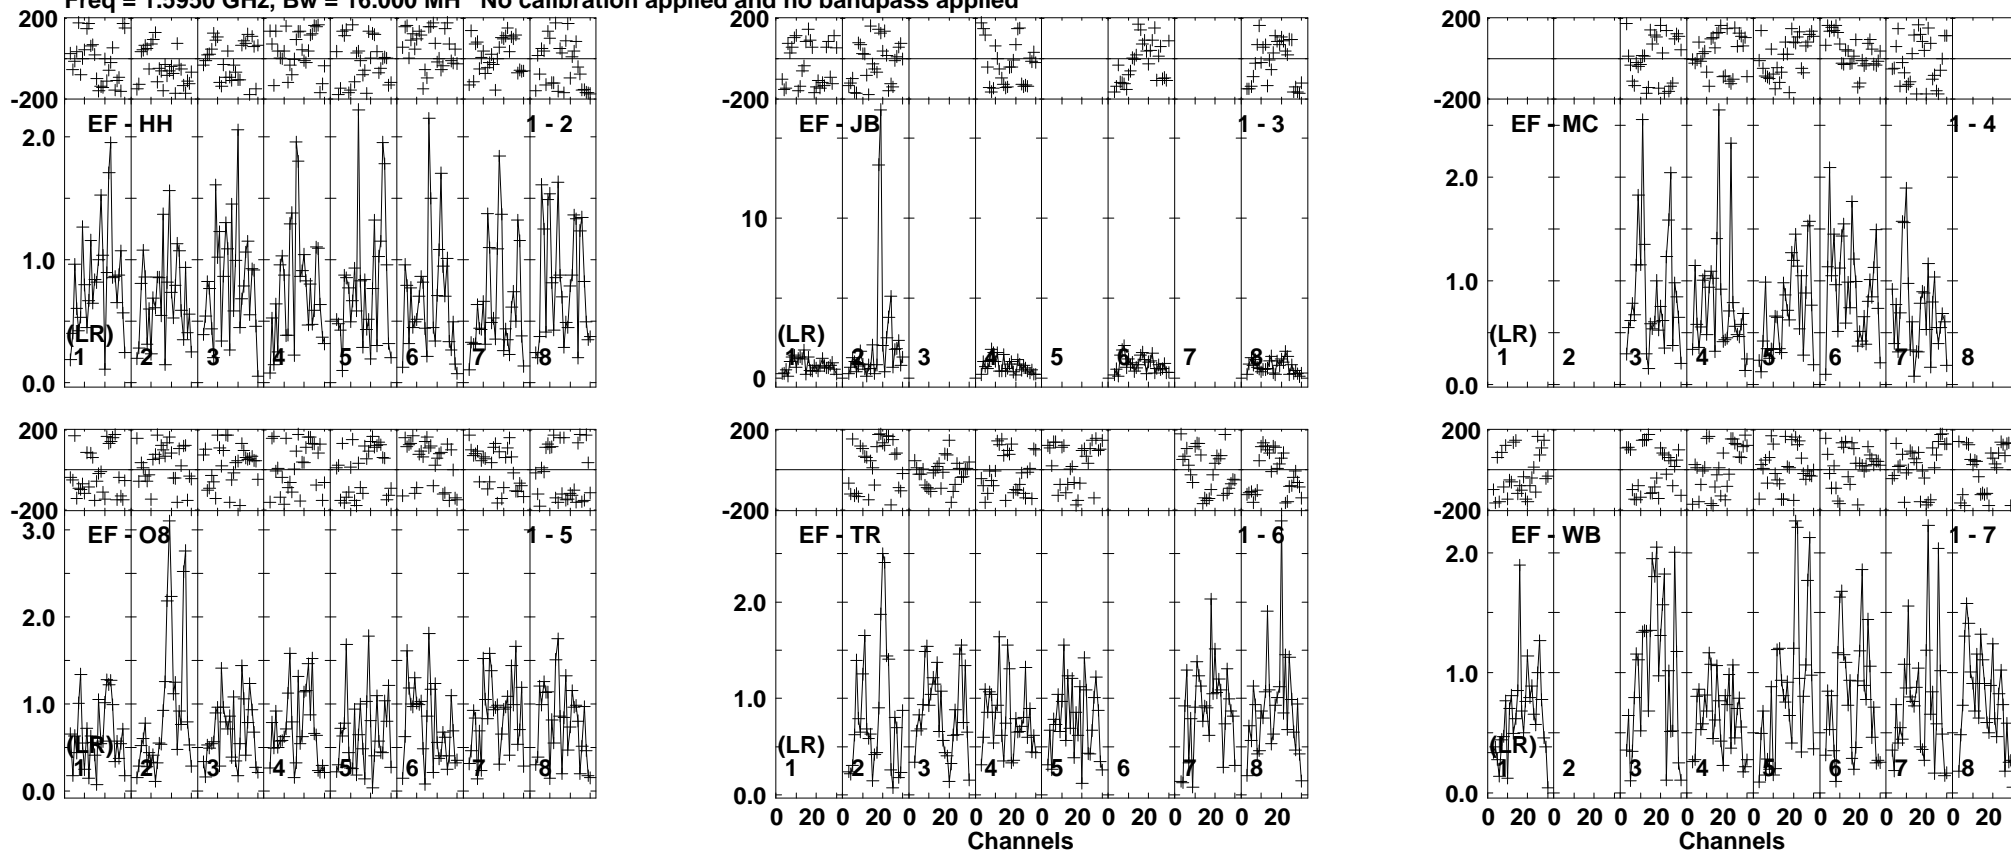 Freq = 1.5950 GHz, Bw = 16.000 MH No calibration applied and no bandpass applied
200 200 200
-200 -200 -200
EF - HH 1 - 2 EF - JB 1 - 3 EF - MC 1 - 4
2.0 10 2.0
1.0 1.0
(LR) (LR) (LR)
1 2 3 4 5 6 7 8 1 2 3 4 5 6 7 8 1 2 3 4 5 6 7 8
0.0 0 0.0
200 200 200
-200 -200 -200
EF - O8 1 - 5 EF - TR 1 - 6 EF - WB 1 - 7
3.0 2.0 2.0
2.0
1.0 1.0 1.0
(LR) (LR) (LR)
1 2 3 4 5 6 7 8 1 2 3 4 5 6 7 8 1 2 3 4 5 6 7 8
0.0 0.0 0.0
0 20 0 20 0 20 0 20 0 20 0 20 0 20 0 20 0 20 0 20 0 20 0 20 0 20 0 20 0 20 0 20
Channels Channels